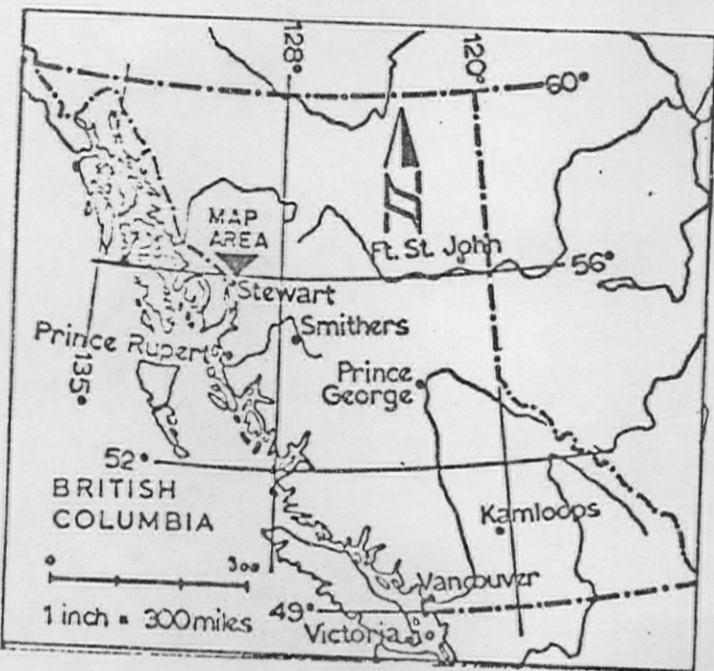 128°
120°
60°
MAP
AREA
Ft. St. John
56°
Stewart
Smithers
Prince Rupert
135°
Prince
George
52°
BRITISH
COLUMBIA
Kamloops
0 300
Vancouver
1 inch = 300 miles
49°
Victoria